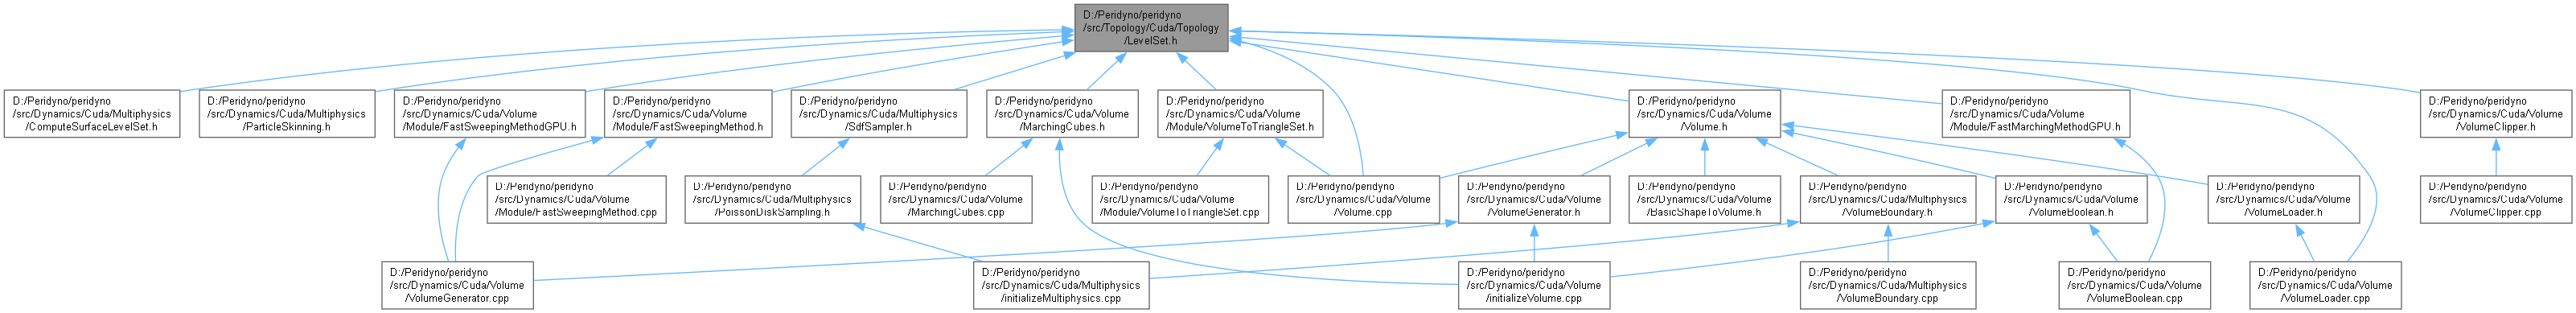 D:/Peridyno/peridyno
/src/Topology/Cuda/Topology
/LevelSet.h
D:/Peridyno/peridyno
/src/Dynamics/Cuda/Multiphysics
/ComputeSurfaceLevelSet.h
D:/Peridyno/peridyno
/src/Dynamics/Cuda/Multiphysics
/ParticleSkinning.h
D:/Peridyno/peridyno
/src/Dynamics/Cuda/Volume
/Module/FastSweepingMethodGPU.h
D:/Peridyno/peridyno
/src/Dynamics/Cuda/Volume
/Module/FastSweepingMethod.h
D:/Peridyno/peridyno
/src/Dynamics/Cuda/Multiphysics
/SdfSampler.h
D:/Peridyno/peridyno
/src/Dynamics/Cuda/Volume
/MarchingCubes.h
D:/Peridyno/peridyno
/src/Dynamics/Cuda/Volume
/Module/VolumeToTriangleSet.h
D:/Peridyno/peridyno
/src/Dynamics/Cuda/Volume
/Volume.h
D:/Peridyno/peridyno
/src/Dynamics/Cuda/Volume
/Module/FastMarchingMethodGPU.h
D:/Peridyno/peridyno
/src/Dynamics/Cuda/Volume
/VolumeClipper.h
D:/Peridyno/peridyno
/src/Dynamics/Cuda/Volume
/Module/FastSweepingMethod.cpp
D:/Peridyno/peridyno
/src/Dynamics/Cuda/Multiphysics
/PoissonDiskSampling.h
D:/Peridyno/peridyno
/src/Dynamics/Cuda/Volume
/MarchingCubes.cpp
D:/Peridyno/peridyno
/src/Dynamics/Cuda/Volume
/Module/VolumeToTriangleSet.cpp
D:/Peridyno/peridyno
/src/Dynamics/Cuda/Volume
/Volume.cpp
D:/Peridyno/peridyno
/src/Dynamics/Cuda/Volume
/VolumeGenerator.h
D:/Peridyno/peridyno
/src/Dynamics/Cuda/Volume
/BasicShapeToVolume.h
D:/Peridyno/peridyno
/src/Dynamics/Cuda/Multiphysics
/VolumeBoundary.h
D:/Peridyno/peridyno
/src/Dynamics/Cuda/Volume
/VolumeBoolean.h
D:/Peridyno/peridyno
/src/Dynamics/Cuda/Volume
/VolumeLoader.h
D:/Peridyno/peridyno
/src/Dynamics/Cuda/Volume
/VolumeClipper.cpp
D:/Peridyno/peridyno
/src/Dynamics/Cuda/Volume
/VolumeGenerator.cpp
D:/Peridyno/peridyno
/src/Dynamics/Cuda/Multiphysics
/initializeMultiphysics.cpp
D:/Peridyno/peridyno
/src/Dynamics/Cuda/Volume
/initializeVolume.cpp
D:/Peridyno/peridyno
/src/Dynamics/Cuda/Multiphysics
/VolumeBoundary.cpp
D:/Peridyno/peridyno
/src/Dynamics/Cuda/Volume
/VolumeBoolean.cpp
D:/Peridyno/peridyno
/src/Dynamics/Cuda/Volume
/VolumeLoader.cpp